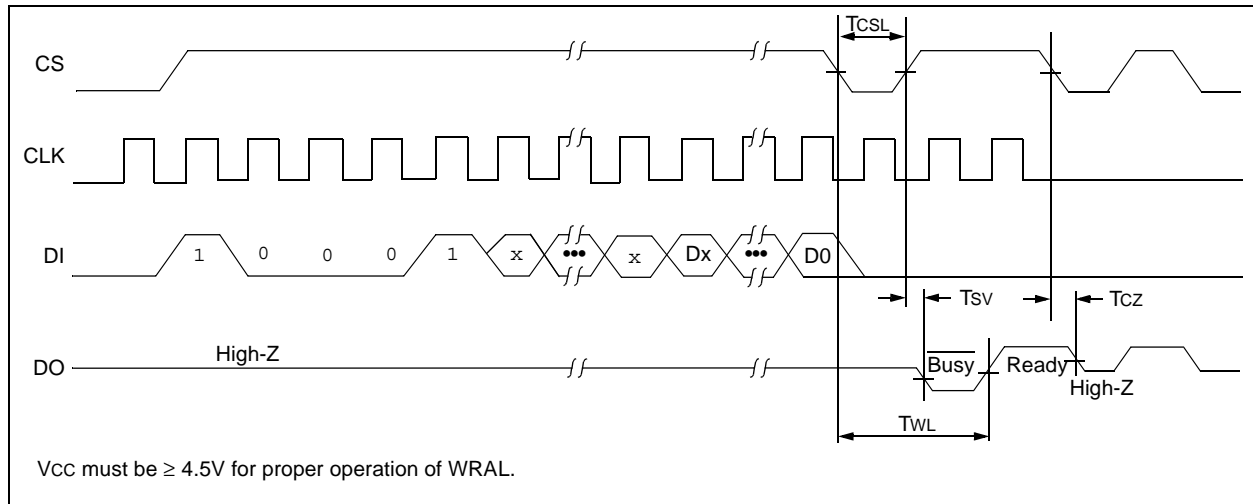 TCSL
CS
CLK
DI 1 0 0 0 1 x ••• x Dx ••• D0
TSV TCZ
High-Z
DO Busy Ready
High-Z
TWL
VCC must be ≥ 4.5V for proper operation of WRAL.